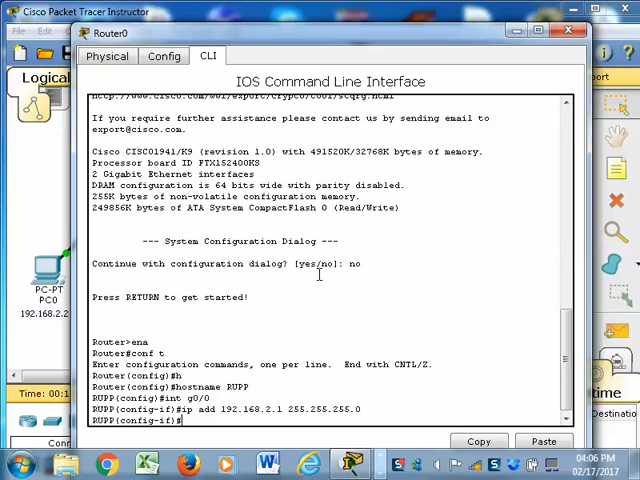 Cisco Packet Tracer Instructor
File
Router0
Physical
Config
CLI
Logical
IOS Command Line Interface
If you require further assistance please contact us by sending email to
export@cisco.com.
Cisco CISCO1941/K9 (revision 1.0) with 491520K/32768K bytes of memory.
Processor board ID FTX152400KS
2 Gigabit Ethernet interfaces
DRAM configuration is 64 bits wide with parity disabled.
255K bytes of non-volatile configuration memory.
249856K bytes of ATA System CompactFlash 0 (Read/Write)
--- System Configuration Dialog ---
Continue with configuration dialog? [yes/no]: no
Press RETURN to get started!
Router>ena
Router#conf t
Enter configuration commands, one per line.  End with CNTL/Z.
Router(config)#h
Router(config)#hostname RUPP
RUPP(config)#int g0/0
RUPP(config-if)#ip add 192.168.2.1 255.255.255.0
RUPP(config-if)#
PC-PT
PC0
192.168.2.2
Copy
Paste
04:06 PM
02/17/2017